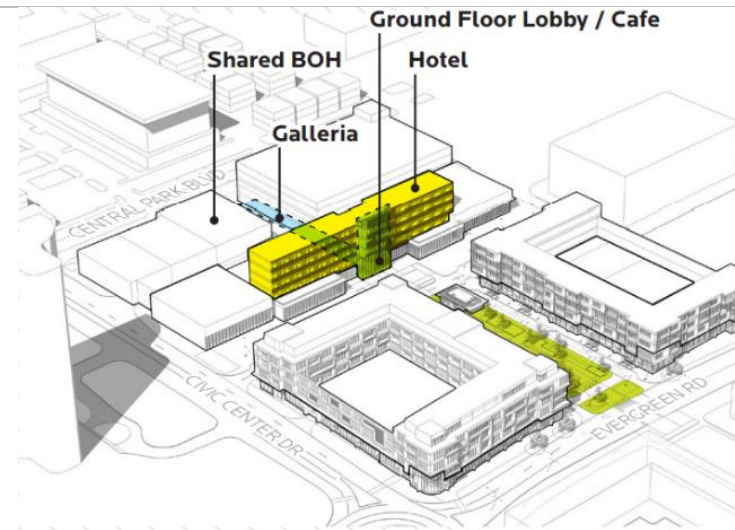 Ground Floor Lobby / Cafe
Shared BOH
Hotel
Galleria
CENTRAL PARK BLVD
CIVIC CENTER DR
EVERGREEN RD